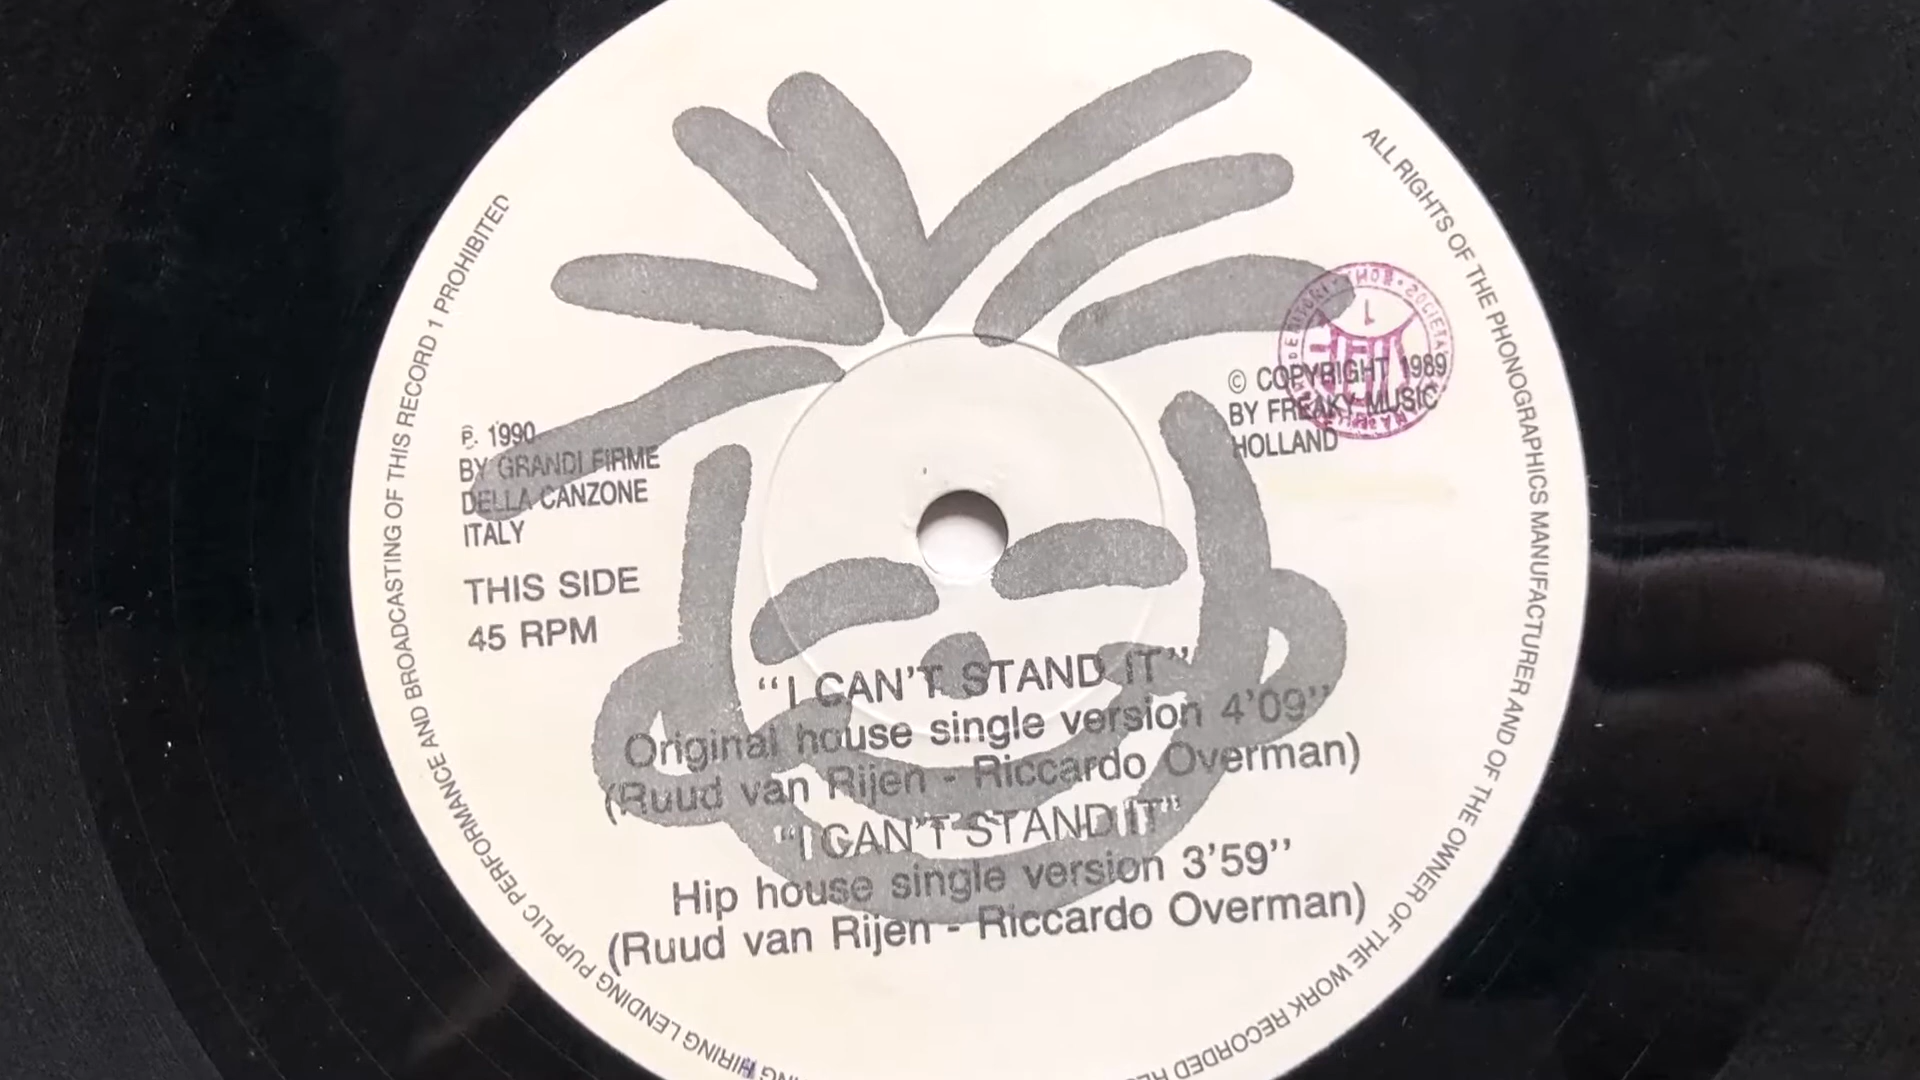 ALL RIGHTS OF THE PHONOGRAPHICS MANUFACTURER AND OF THE OWNER OF THE WORK RECORDED
HIRING LENDING PUPPLIC PERFORMANCE AND BROADCASTING OF THIS RECORD 1 PROHIBITED
P. 1990
BY GRANDI FIRME
DELLA CANZONE
ITALY
THIS SIDE
45 RPM
© COPYRIGHT 1989
BY FREAKY MUSIC
HOLLAND
“I CAN’T STAND IT”
Original house single version 4’09”
(Ruud van Rijen - Riccardo Overman)
“I CAN’T STAND IT”
Hip house single version 3’59”
(Ruud van Rijen - Riccardo Overman)